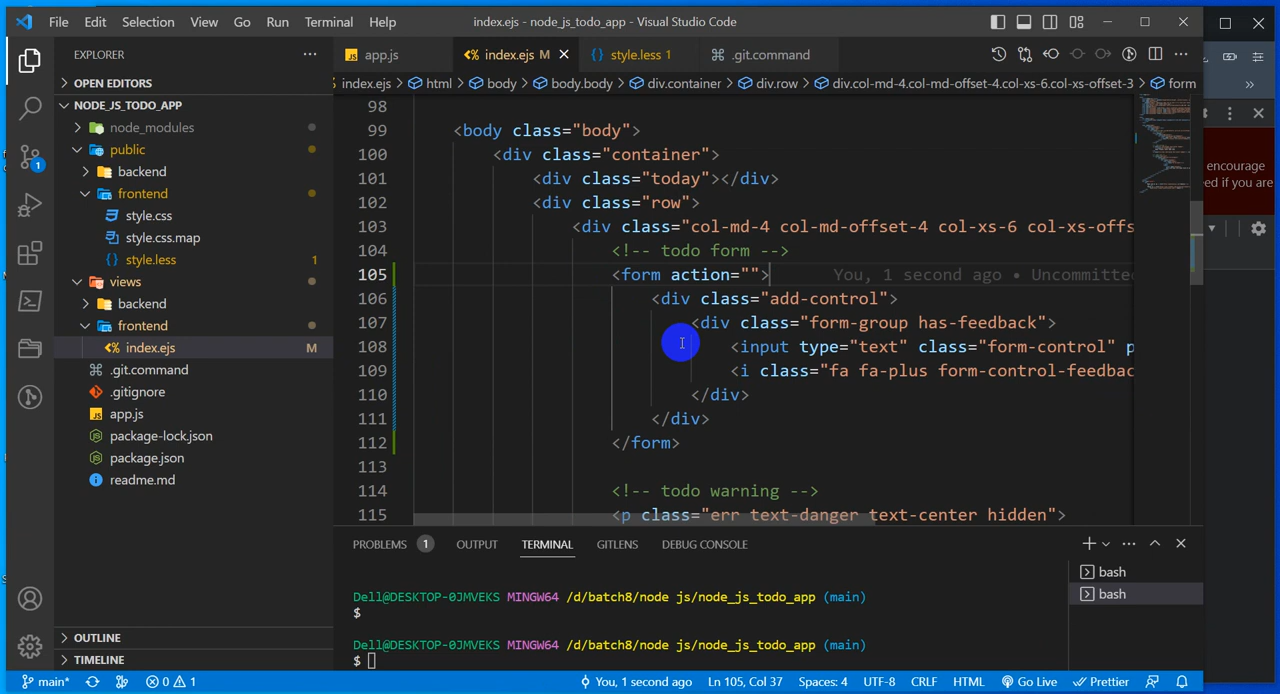 File Edit Selection View Go Run Terminal Help index.ejs - node_js_todo_app - Visual Studio Code
EXPLORER
OPEN EDITORS
NODE_JS_TODO_APP
node_modules
public
backend
frontend
style.css
style.css.map
style.less 1
views
backend
frontend
index.ejs M
.git.command
.gitignore
app.js
package-lock.json
package.json
readme.md
OUTLINE
TIMELINE
app.js index.ejs M style.less 1 .git.command
index.ejs > html > body > body.body > div.container > div.row > div.col-md-4.col-md-offset-4.col-xs-6.col-xs-offset-3 > form
98
99 <body class="body">
100 <div class="container">
101 <div class="today"></div>
102 <div class="row">
103 <div class="col-md-4 col-md-offset-4 col-xs-6 col-xs-offs
104 <!-- todo form -->
105 <form action=""> You, 1 second ago • Uncommitted
106 <div class="add-control">
107 <div class="form-group has-feedback">
108 <input type="text" class="form-control" p
109 <i class="fa fa-plus form-control-feedbac
110 </div>
111 </div>
112 </form>
113
114 <!-- todo warning -->
115 <p class="err text-danger text-center hidden">
PROBLEMS 1 OUTPUT TERMINAL GITLENS DEBUG CONSOLE
Dell@DESKTOP-0JMVEKS MINGW64 /d/batch8/node js/node_js_todo_app (main)
$
Dell@DESKTOP-0JMVEKS MINGW64 /d/batch8/node js/node_js_todo_app (main)
$
bash
bash
encourage
ed if you are
1
main* 0 1 You, 1 second ago Ln 105, Col 37 Spaces: 4 UTF-8 CRLF HTML Go Live Prettier